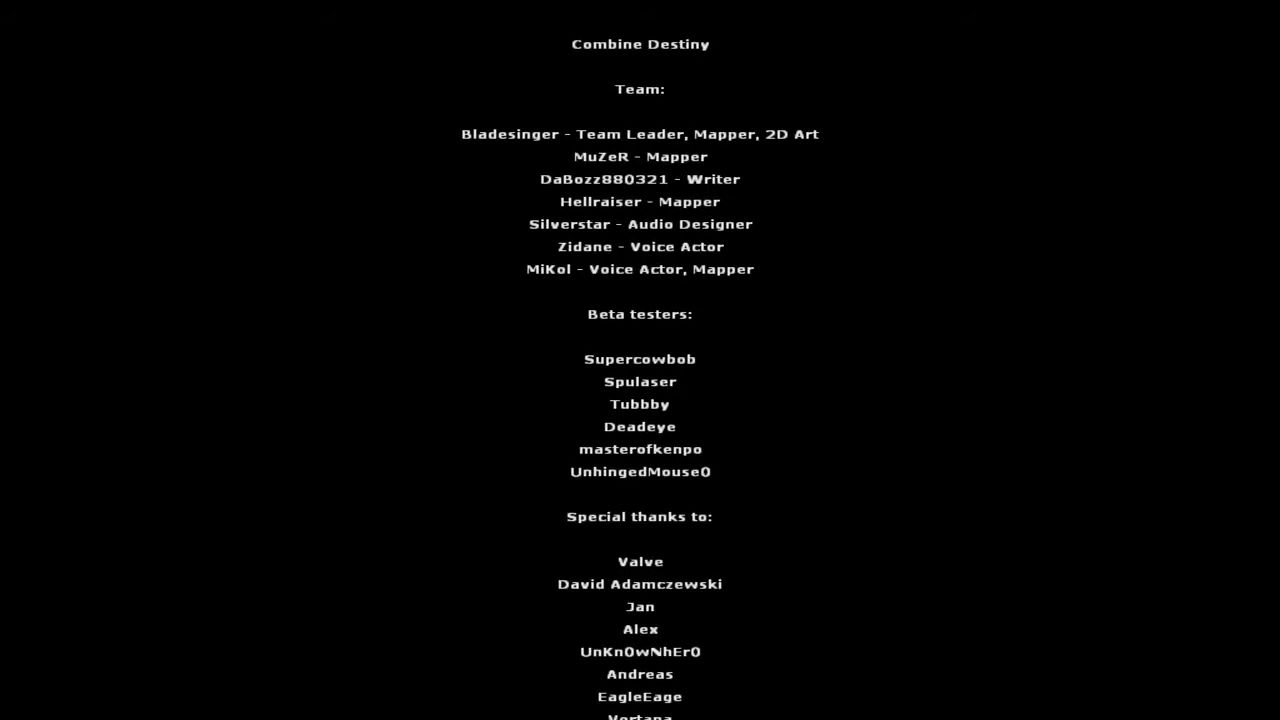 Combine Destiny
Team:
Bladesinger - Team Leader, Mapper, 2D Art
MuZeR - Mapper
DaBozz880321 - Writer
Hellraiser - Mapper
Silverstar - Audio Designer
Zidane - Voice Actor
MiKol - Voice Actor, Mapper
Beta testers:
Supercowbob
Spulaser
Tubbby
Deadeye
masterofkenpo
UnhingedMouse0
Special thanks to:
Valve
David Adamczewski
Jan
Alex
UnKn0wNhEr0
Andreas
EagleEage